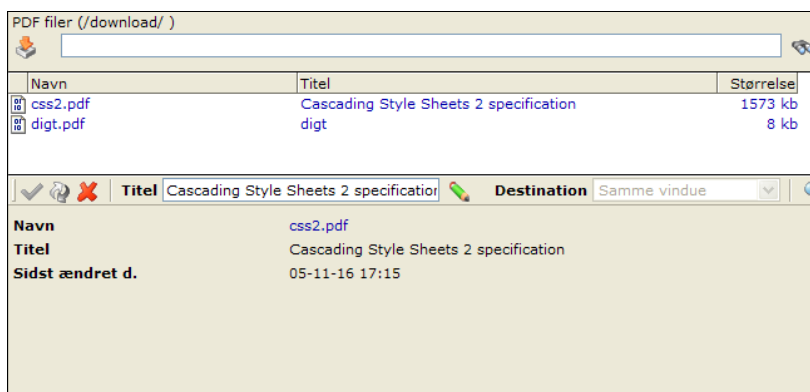 PDF filer (/download/ )
Navn Titel Størrelse
css2.pdf Cascading Style Sheets 2 specification 1573 kb
digt.pdf digt 8 kb
Titel Cascading Style Sheets 2 specification Destination Samme vindue
Navn css2.pdf
Titel Cascading Style Sheets 2 specification
Sidst ændret d. 05-11-16 17:15